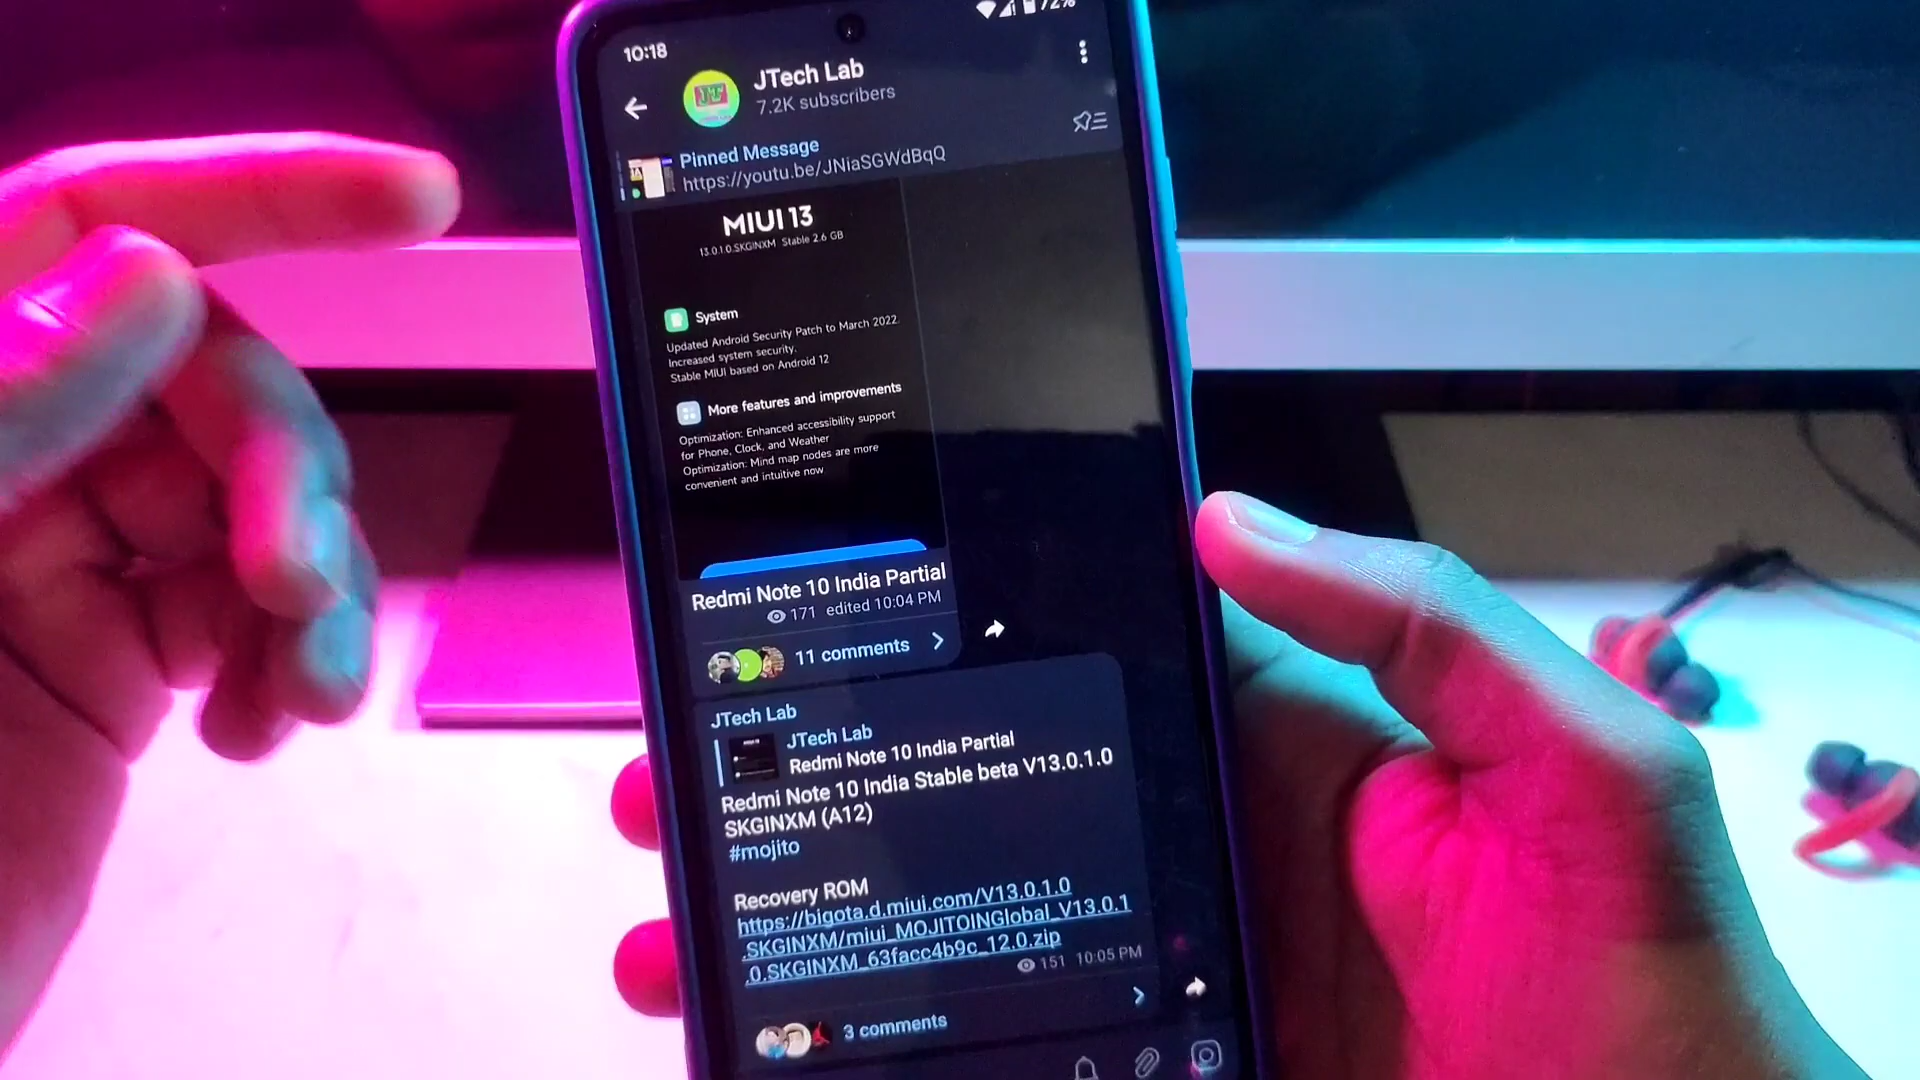 10:18
72%
JT
JTech Lab
7.2K subscribers
Pinned Message
https://youtu.be/JNiaSGWdBqQ
MIUI 13
13.0.1.0.SKGINXM Stable 2.6 GB
System
Updated Android Security Patch to March 2022.
Increased system security.
Stable MIUI based on Android 12
More features and improvements
Optimization: Enhanced accessibility support
for Phone, Clock, and Weather
Optimization: Mind map nodes are more
convenient and intuitive now
Redmi Note 10 India Partial
171 edited 10:04 PM
11 comments
JTech Lab
JTech Lab
Redmi Note 10 India Partial
Redmi Note 10 India Stable beta V13.0.1.0
SKGINXM (A12)
#mojito
Recovery ROM
https://bigota.d.miui.com/V13.0.1.0
.SKGINXM/miui_MOJITOINGlobal_V13.0.1
.0.SKGINXM_63facc4b9c_12.0.zip
151 10:05 PM
3 comments